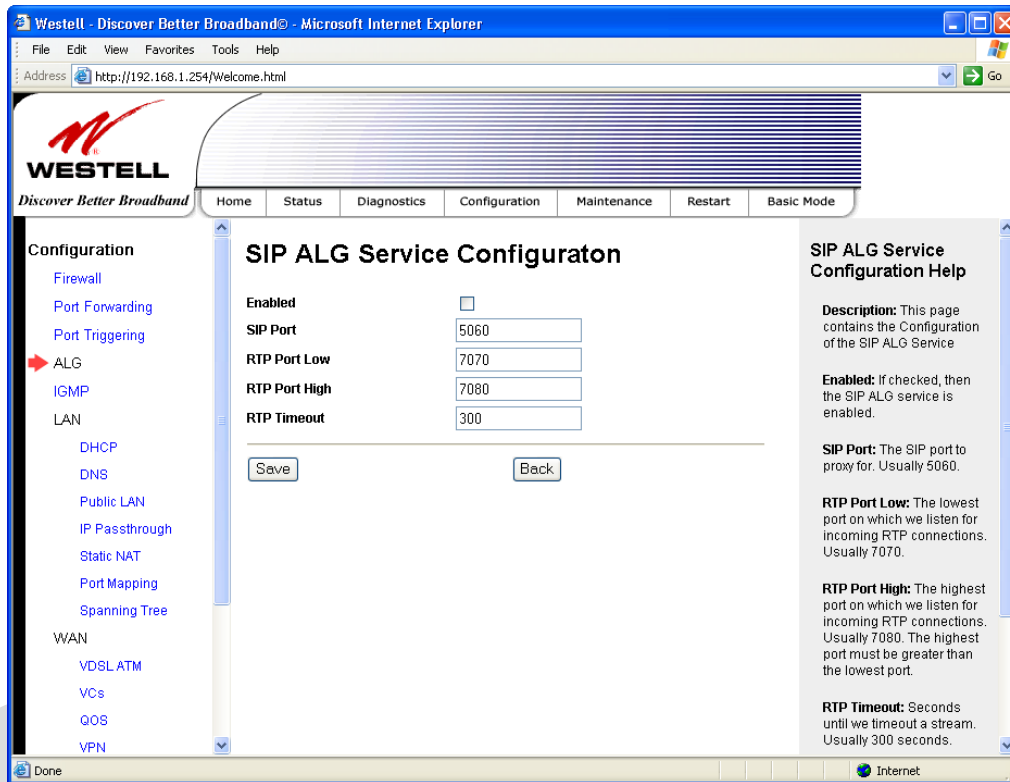 Westell - Discover Better Broadband© - Microsoft Internet Explorer
File Edit View Favorites Tools Help
Address http://192.168.1.254/Welcome.html Go
WESTELL
Discover Better Broadband
Home Status Diagnostics Configuration Maintenance Restart Basic Mode
Configuration
Firewall
Port Forwarding
Port Triggering
ALG
IGMP
LAN
DHCP
DNS
Public LAN
IP Passthrough
Static NAT
Port Mapping
Spanning Tree
WAN
VDSL ATM
VCs
QOS
VPN
SIP ALG Service Configuraton
Enabled
SIP Port 5060
RTP Port Low 7070
RTP Port High 7080
RTP Timeout 300
Save Back
SIP ALG Service
Configuration Help
Description: This page
contains the Configuration
of the SIP ALG Service
Enabled: If checked, then
the SIP ALG service is
enabled.
SIP Port: The SIP port to
proxy for. Usually 5060.
RTP Port Low: The lowest
port on which we listen for
incoming RTP connections.
Usually 7070.
RTP Port High: The highest
port on which we listen for
incoming RTP connections.
Usually 7080. The highest
port must be greater than
the lowest port.
RTP Timeout: Seconds
until we timeout a stream.
Usually 300 seconds.
Done Internet